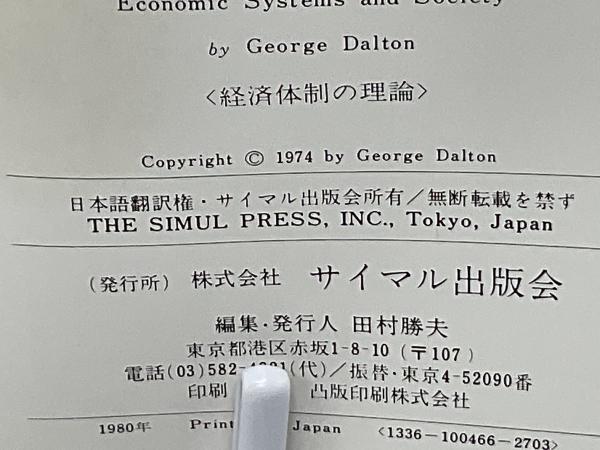 Economic Systems and Society
by George Dalton
〈経済体制の理論〉
Copyright © 1974 by George Dalton
日本語翻訳権・サイマル出版会所有／無断転載を禁ず
THE SIMUL PRESS, INC., Tokyo, Japan
(発行所) 株式会社 サイマル出版会
編集・発行人 田村勝夫
東京都港区赤坂1-8-10 (〒107)
電話(03)582-4221(代)／振替・東京4-52090番
印刷 凸版印刷株式会社
1980年 Print Japan 〈1336－100466－2703〉